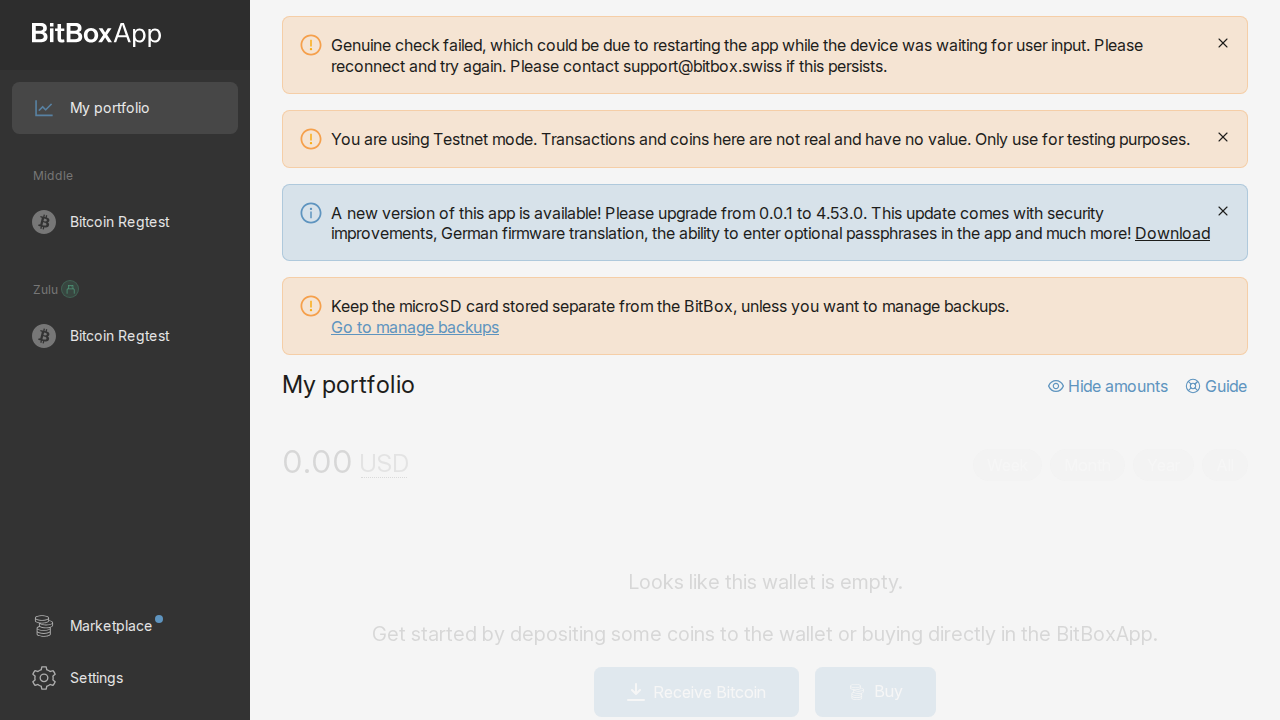 BitBoxApp
My portfolio
Middle
Bitcoin Regtest
Zulu
Bitcoin Regtest
Marketplace
Settings
Genuine check failed, which could be due to restarting the app while the device was waiting for user input. Please
reconnect and try again. Please contact support@bitbox.swiss if this persists.
You are using Testnet mode. Transactions and coins here are not real and have no value. Only use for testing purposes.
A new version of this app is available! Please upgrade from 0.0.1 to 4.53.0. This update comes with security
improvements, German firmware translation, the ability to enter optional passphrases in the app and much more! Download
Keep the microSD card stored separate from the BitBox, unless you want to manage backups.
Go to manage backups
My portfolio
Hide amounts
Guide
0.00 USD
Looks like this wallet is empty.
Get started by depositing some coins to the wallet or buying directly in the BitBoxApp.
Receive Bitcoin
Buy